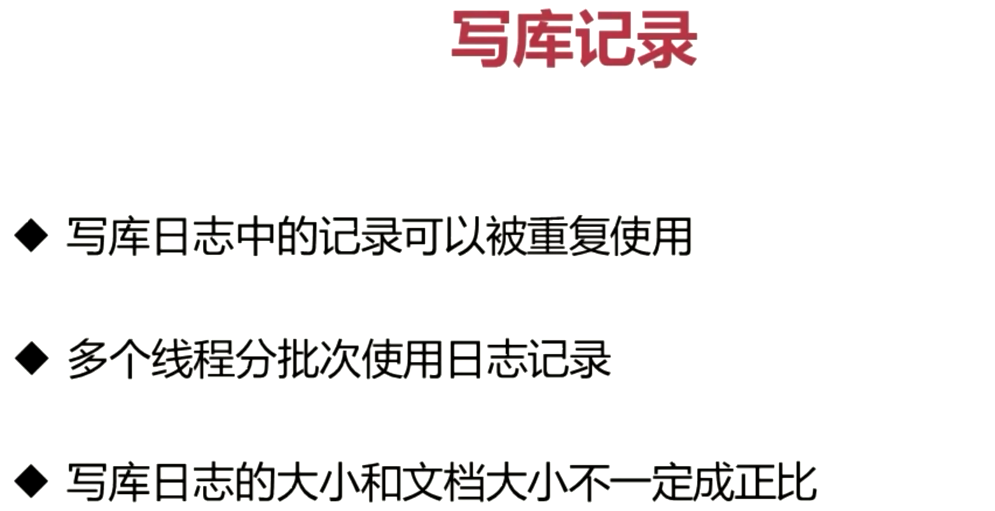 写库记录
◆ 写库日志中的记录可以被重复使用
◆ 多个线程分批次使用日志记录
◆ 写库日志的大小和文档大小不一定成正比